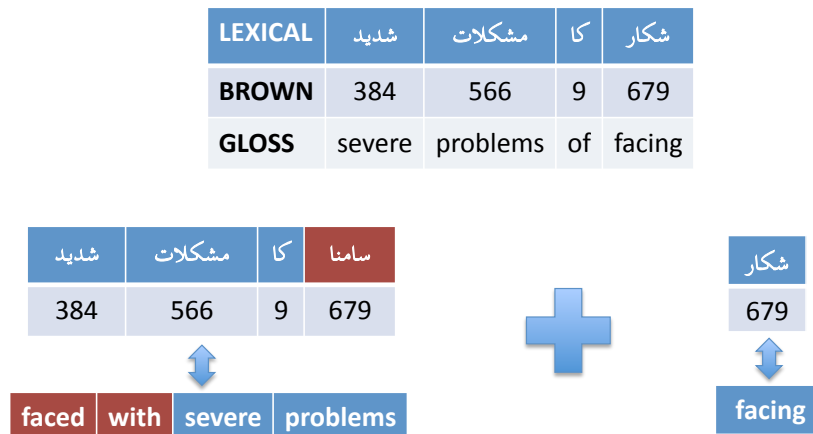 LEXICAL شدید مشکلات کا شکار
BROWN 384 566 9 679
GLOSS severe problems of facing
شدید مشکلات کا سامنا
384 566 9 679
faced with severe problems
شکار
679
facing